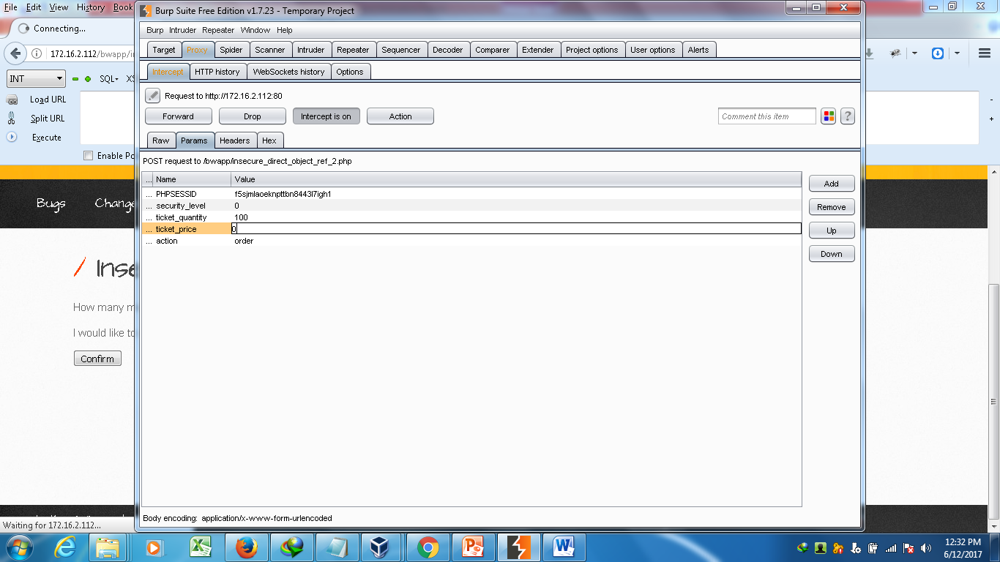 File Edit View History Book
Burp Suite Free Edition v1.7.23 - Temporary Project
Connecting...
Burp Intruder Repeater Window Help
172.16.2.112/bwapp/in
Target Proxy Spider Scanner Intruder Repeater Sequencer Decoder Comparer Extender Project options User options Alerts
Intercept HTTP history WebSockets history Options
INT SQL- XS
Load URL
Split URL
Execute
Enable Po
Request to http://172.16.2.112:80
Forward Drop Intercept is on Action Comment this item ?
Raw Params Headers Hex
POST request to /bwapp/insecure_direct_object_ref_2.php
... Name Value
... PHPSESSID f5sjmlaoeknpttbn8443l7igh1
... security_level 0
... ticket_quantity 100
... ticket_price 0
... action order
Add
Remove
Up
Down
Bugs Change
/ Inse
How many m
I would like to
Confirm
Body encoding: application/x-www-form-urlencoded
Waiting for 172.16.2.112...
12:32 PM
6/12/2017